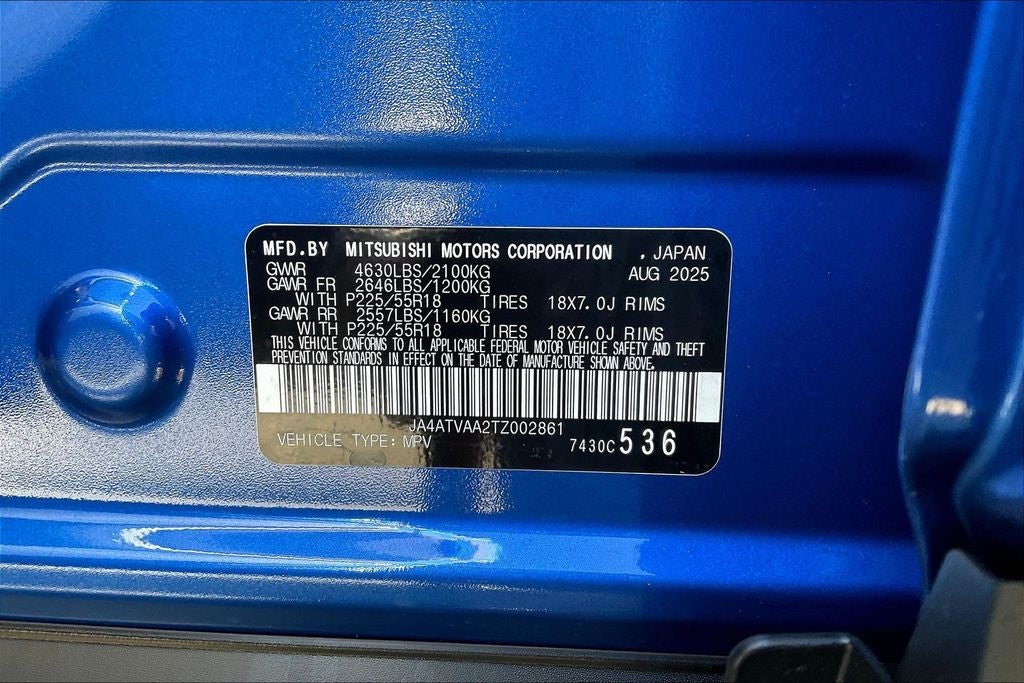 MFD.BY MITSUBISHI MOTORS CORPORATION , JAPAN
GWR 4630LBS/2100KG AUG 2025
GAWR FR 2646LBS/1200KG
WITH P225/55R18 TIRES 18X7.0J RIMS
GAWR RR 2557LBS/1160KG
WITH P225/55R18 TIRES 18X7.0J RIMS
THIS VEHICLE CONFORMS TO ALL APPLICABLE FEDERAL MOTOR VEHICLE SAFETY AND THEFT
PREVENTION STANDARDS IN EFFECT ON THE DATE OF MANUFACTURE SHOWN ABOVE.
JA4ATVAA2TZ002861
VEHICLE TYPE: MPV 7430C 536